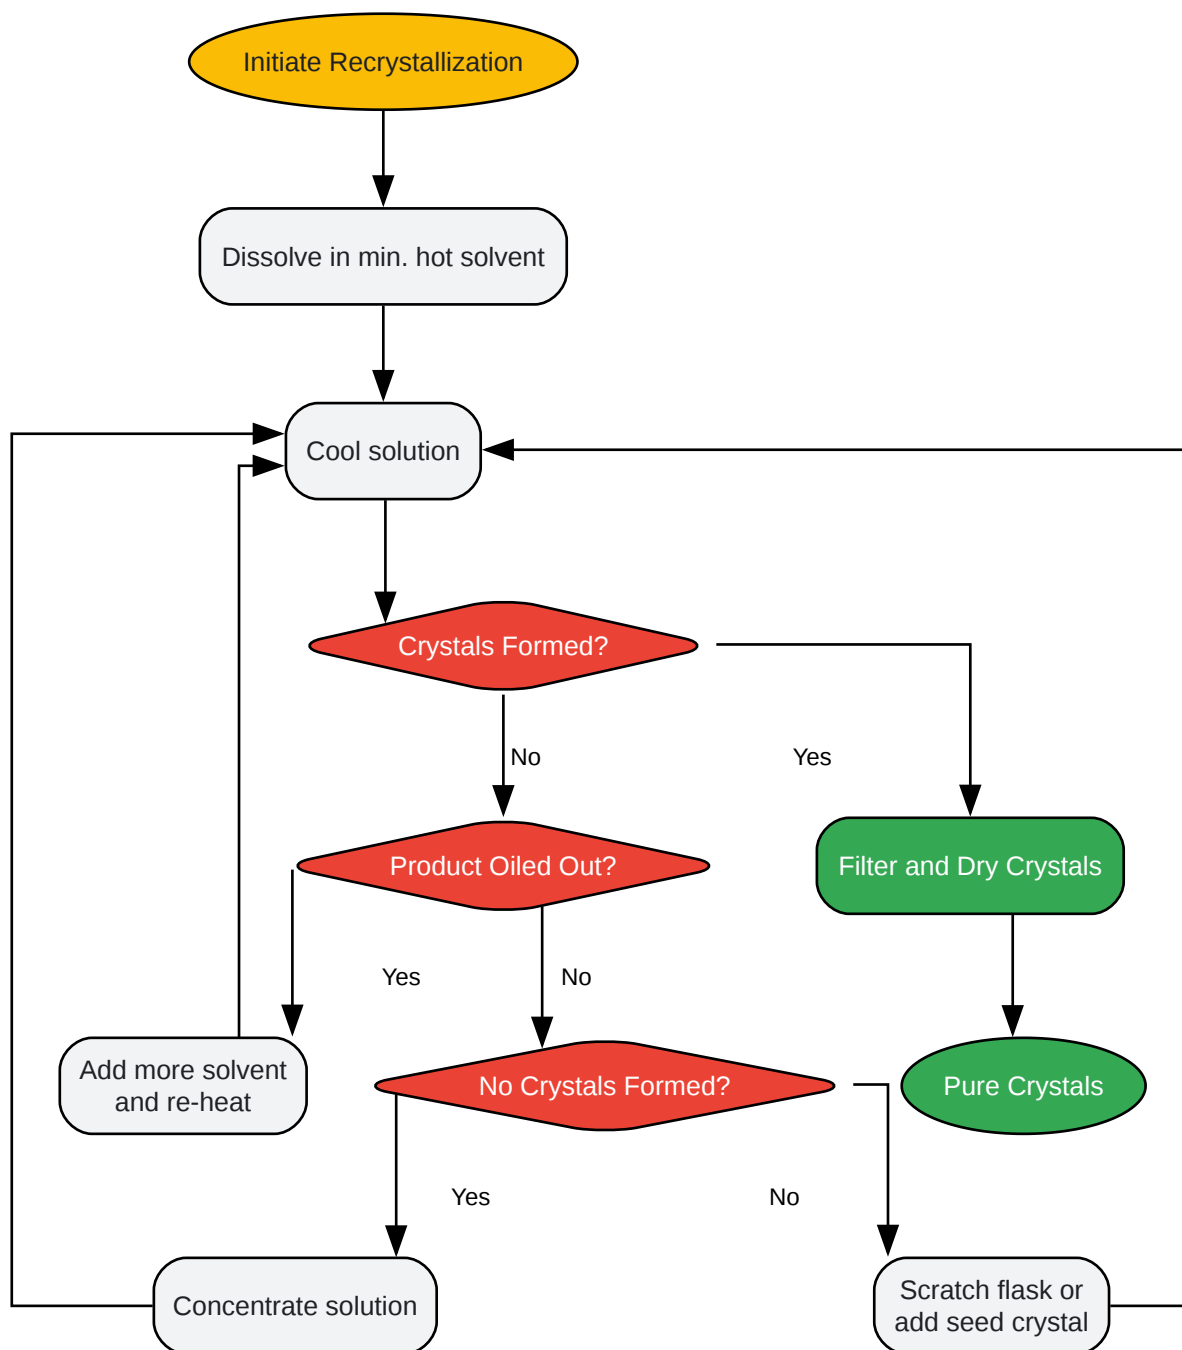 Initiate Recrystallization
Dissolve in min. hot solvent
Cool solution
Crystals Formed?
No
Yes
Product Oiled Out?
Filter and Dry Crystals
Yes
No
Add more solvent
and re-heat
No Crystals Formed?
Pure Crystals
Yes
No
Concentrate solution
Scratch flask or
add seed crystal